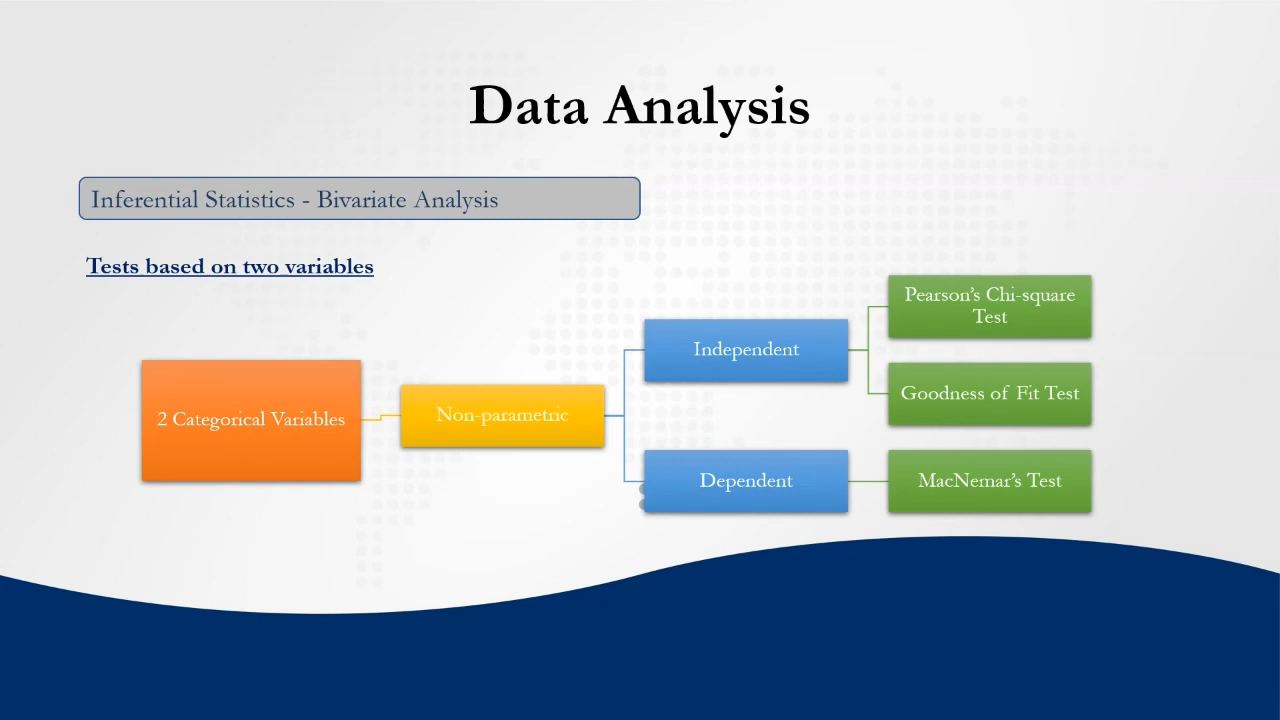 Data Analysis
Inferential Statistics - Bivariate Analysis
Tests based on two variables
2 Categorical Variables
Non-parametric
Independent
Dependent
Pearson’s Chi-square
Test
Goodness of Fit Test
MacNemar’s Test